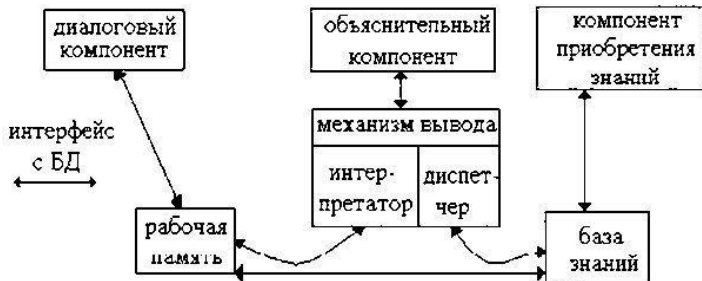 диалоговый
компонент
объяснительный
компонент
компонент
приобретения
знаний
интерфейс
с БД
механизм вывода
интер-
претатор
диспет-
чер
рабочая
память
база
знаний